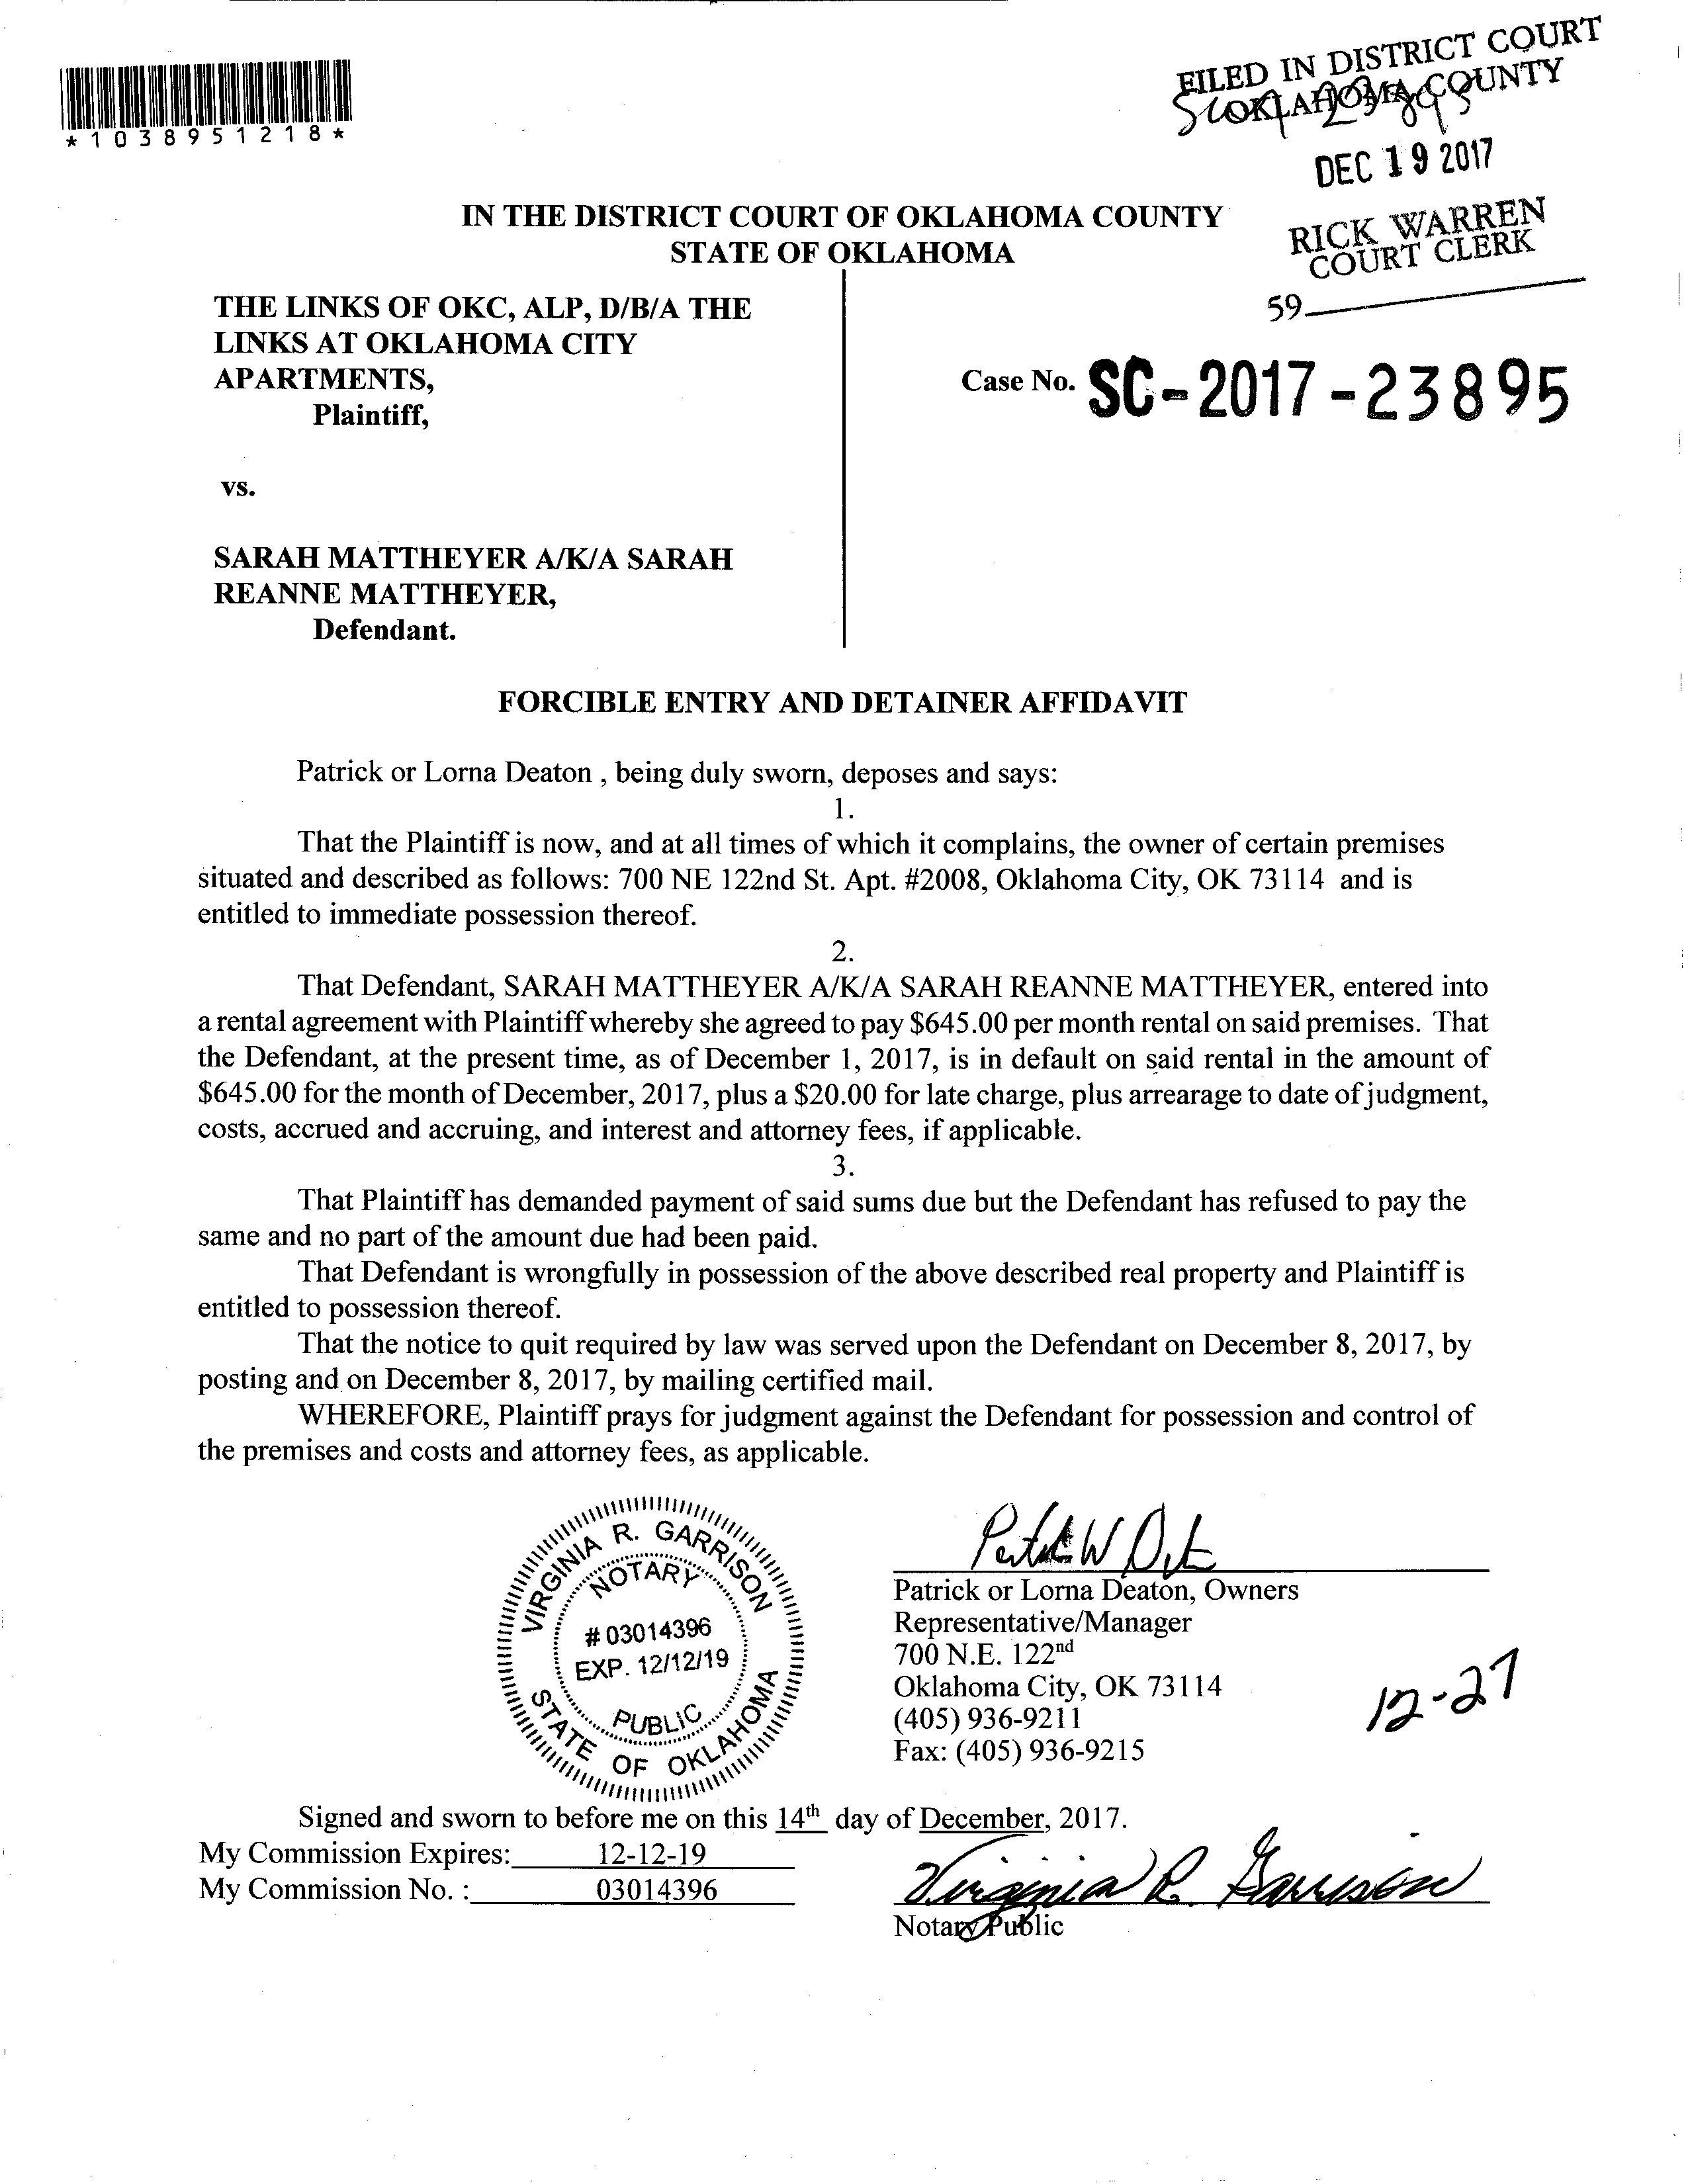 *1038951218*
FILED IN DISTRICT COURT
OKLAHOMA COUNTY
DEC 19 2017
RICK WARREN
COURT CLERK
59
IN THE DISTRICT COURT OF OKLAHOMA COUNTY
STATE OF OKLAHOMA
THE LINKS OF OKC, ALP, D/B/A THE
LINKS AT OKLAHOMA CITY
APARTMENTS,
Plaintiff,
Case No. SC-2017-23895
vs.
SARAH MATTHEYER A/K/A SARAH
REANNE MATTHEYER,
Defendant.
FORCIBLE ENTRY AND DETAINER AFFIDAVIT
Patrick or Lorna Deaton , being duly sworn, deposes and says:
1.
That the Plaintiff is now, and at all times of which it complains, the owner of certain premises
situated and described as follows: 700 NE 122nd St. Apt. #2008, Oklahoma City, OK 73114 and is
entitled to immediate possession thereof.
2.
That Defendant, SARAH MATTHEYER A/K/A SARAH REANNE MATTHEYER, entered into
a rental agreement with Plaintiff whereby she agreed to pay $645.00 per month rental on said premises. That
the Defendant, at the present time, as of December 1, 2017, is in default on said rental in the amount of
$645.00 for the month of December, 2017, plus a $20.00 for late charge, plus arrearage to date of judgment,
costs, accrued and accruing, and interest and attorney fees, if applicable.
3.
That Plaintiff has demanded payment of said sums due but the Defendant has refused to pay the
same and no part of the amount due had been paid.
That Defendant is wrongfully in possession of the above described real property and Plaintiff is
entitled to possession thereof.
That the notice to quit required by law was served upon the Defendant on December 8, 2017, by
posting and on December 8, 2017, by mailing certified mail.
WHEREFORE, Plaintiff prays for judgment against the Defendant for possession and control of
the premises and costs and attorney fees, as applicable.
VIRGINIA R. GARRISON
NOTARY
# 03014396
EXP. 12/12/19
PUBLIC
STATE OF OKLAHOMA
Patrick or Lorna Deaton, Owners
Representative/Manager
700 N.E. 122nd
Oklahoma City, OK 73114
(405) 936-9211
Fax: (405) 936-9215
12-27
Signed and sworn to before me on this 14th day of December, 2017.
My Commission Expires: 12-12-19
My Commission No. : 03014396
Virginia R. Garrison
Notary Public